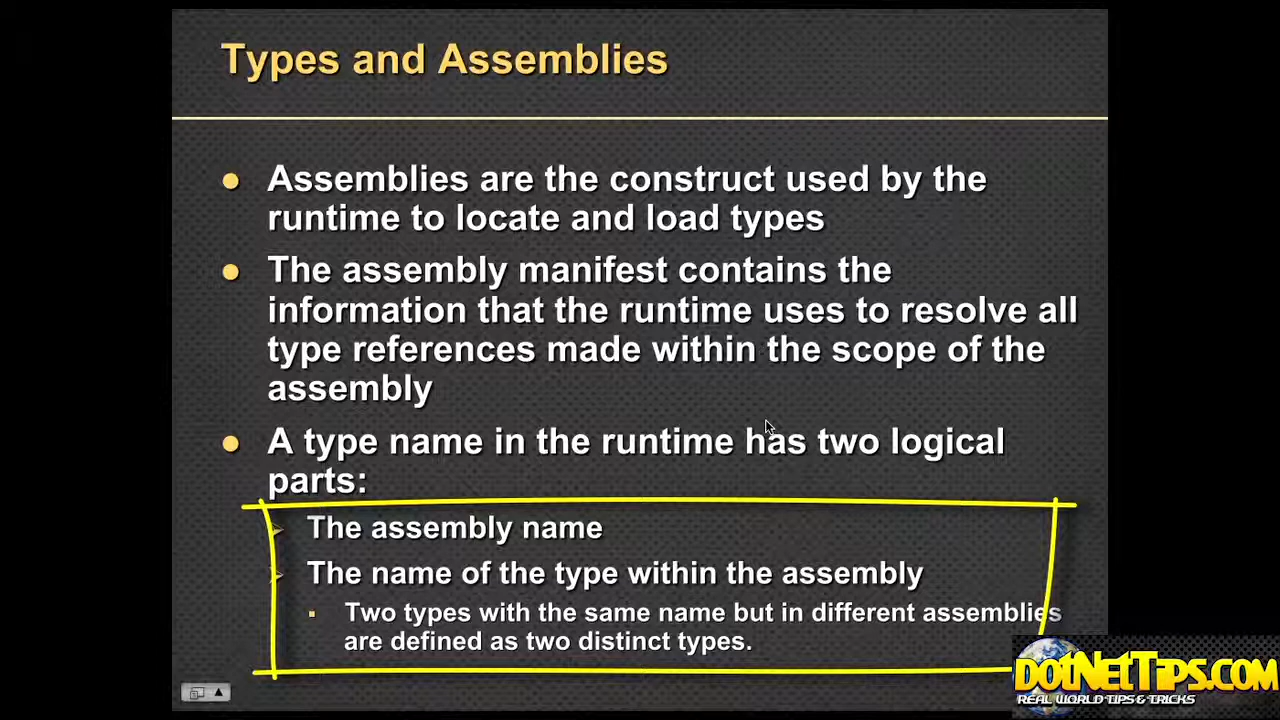 Types and Assemblies
Assemblies are the construct used by the
runtime to locate and load types
The assembly manifest contains the
information that the runtime uses to resolve all
type references made within the scope of the
assembly
A type name in the runtime has two logical
parts:
The assembly name
The name of the type within the assembly
Two types with the same name but in different assemblies
are defined as two distinct types.
DOTNETTIPS.COM
REAL WORLD TIPS & TRICKS